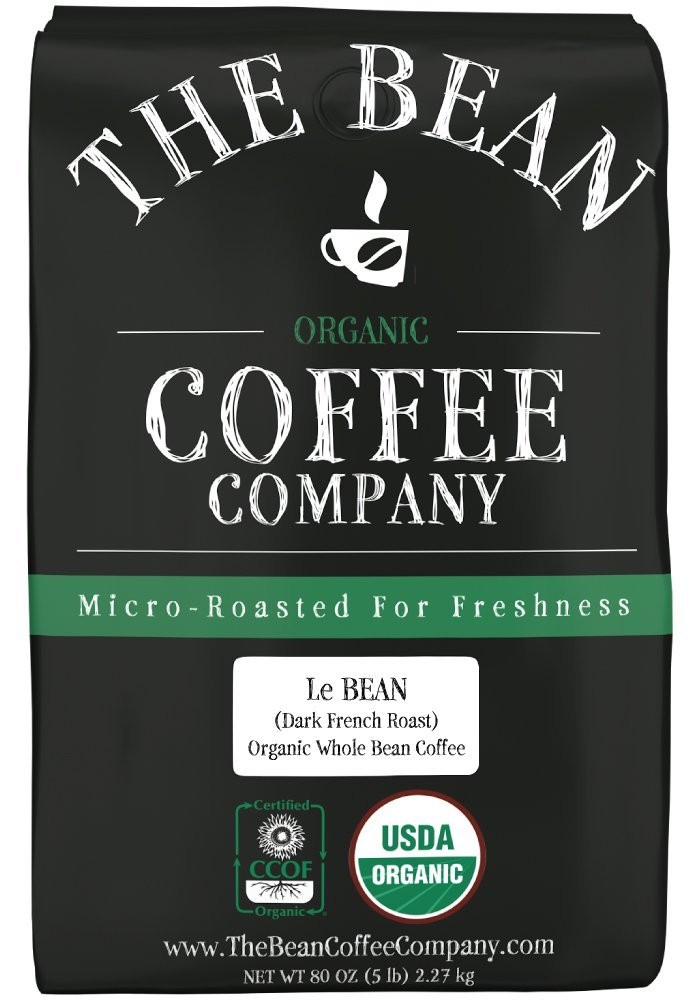 THE BEAN
ORGANIC
COFFEE
COMPANY
Micro-Roasted For Freshness
Le BEAN
(Dark French Roast)
Organic Whole Bean Coffee
Certified
CCOF
Organic
USDA
ORGANIC
www.TheBeanCoffeeCompany.com
NET WT 80 OZ (5 lb) 2.27 kg